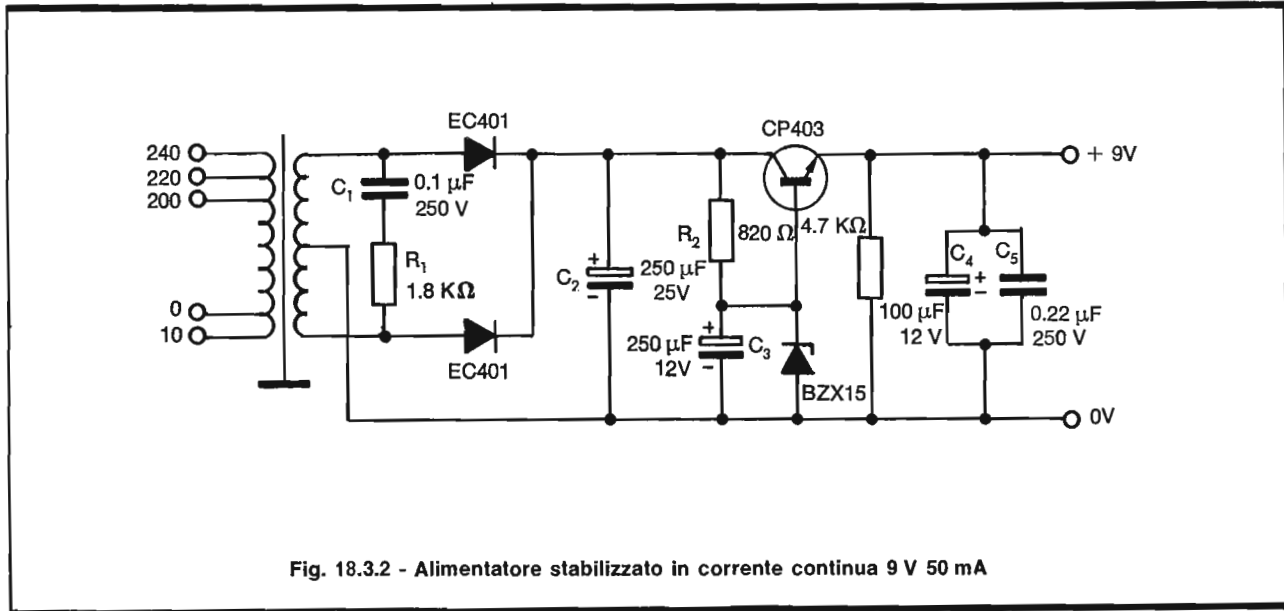 EC401
CP403
240
220
200
0
10
C1
0.1 µF
250 V
R1
1.8 KΩ
EC401
+
C2
250 µF
-
25V
R2
820 Ω
4.7 KΩ
+
250 µF
C3
12V
-
BZX15
C4
+
-
100 µF
12 V
C5
0.22 µF
250 V
+ 9V
0V
Fig. 18.3.2 - Alimentatore stabilizzato in corrente continua 9 V 50 mA